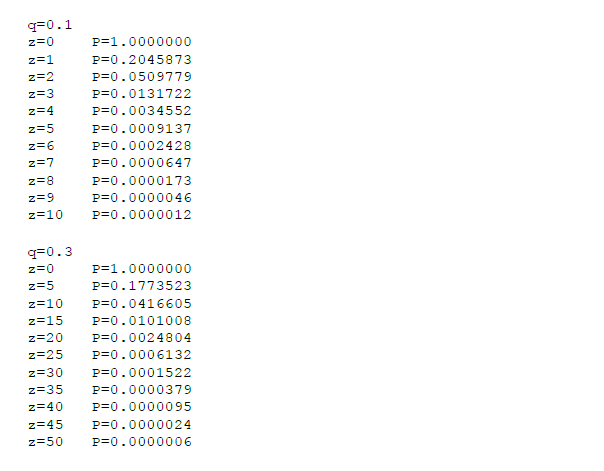 q=0.1
z=0 P=1.0000000
z=1 P=0.2045873
z=2 P=0.0509779
z=3 P=0.0131722
z=4 P=0.0034552
z=5 P=0.0009137
z=6 P=0.0002428
z=7 P=0.0000647
z=8 P=0.0000173
z=9 P=0.0000046
z=10 P=0.0000012
q=0.3
z=0 P=1.0000000
z=5 P=0.1773523
z=10 P=0.0416605
z=15 P=0.0101008
z=20 P=0.0024804
z=25 P=0.0006132
z=30 P=0.0001522
z=35 P=0.0000379
z=40 P=0.0000095
z=45 P=0.0000024
z=50 P=0.0000006